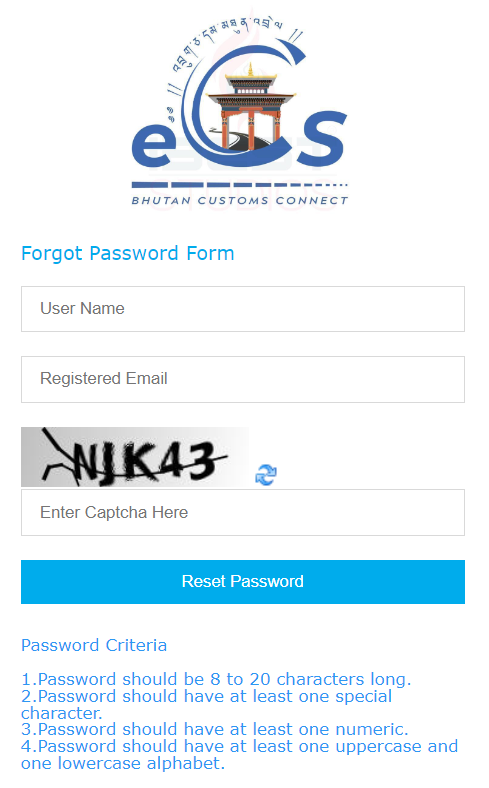 eCS
BHUTAN CUSTOMS CONNECT
Forgot Password Form
User Name
Registered Email
NJK43
Enter Captcha Here
Reset Password
Password Criteria
1.Password should be 8 to 20 characters long.
2.Password should have at least one special
character.
3.Password should have at least one numeric.
4.Password should have at least one uppercase and
one lowercase alphabet.